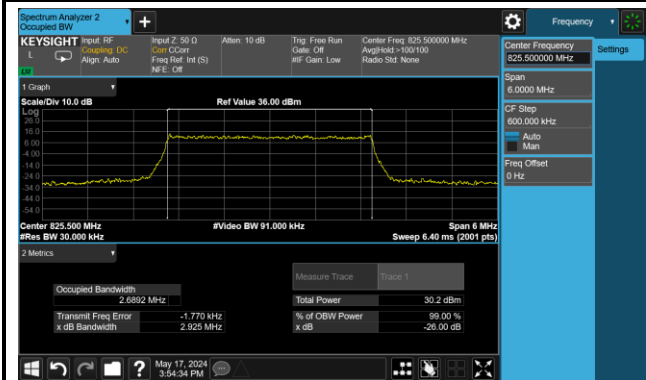 Spectrum Analyzer 2
Occupied BW
Frequency
KEYSIGHT
L
Input: RF
Coupling: DC
Align: Auto
Input Z: 50 Ω
Corr CCorr
Freq Ref: Int (S)
NFE: Off
Atten: 10 dB
Trig: Free Run
Gate: Off
#IF Gain: Low
Center Freq: 825.500000 MHz
Avg|Hold:>100/100
Radio Std: None
Center Frequency
825.500000 MHz
Settings
Span
6.0000 MHz
CF Step
600.000 kHz
Auto
Man
Freq Offset
0 Hz
1 Graph
Scale/Div 10.0 dB
Ref Value 36.00 dBm
Log
26.0
16.0
6.00
-4.00
-14.0
-24.0
-34.0
-44.0
-54.0
Center 825.500 MHz
#Video BW 91.000 kHz
Span 6 MHz
#Res BW 30.000 kHz
Sweep 6.40 ms (2001 pts)
2 Metrics
Measure Trace
Trace 1
Occupied Bandwidth
2.6892 MHz
Total Power
30.2 dBm
Transmit Freq Error
-1.770 kHz
% of OBW Power
99.00 %
x dB Bandwidth
2.925 MHz
x dB
-26.00 dB
?
May 17, 2024
3:54:34 PM